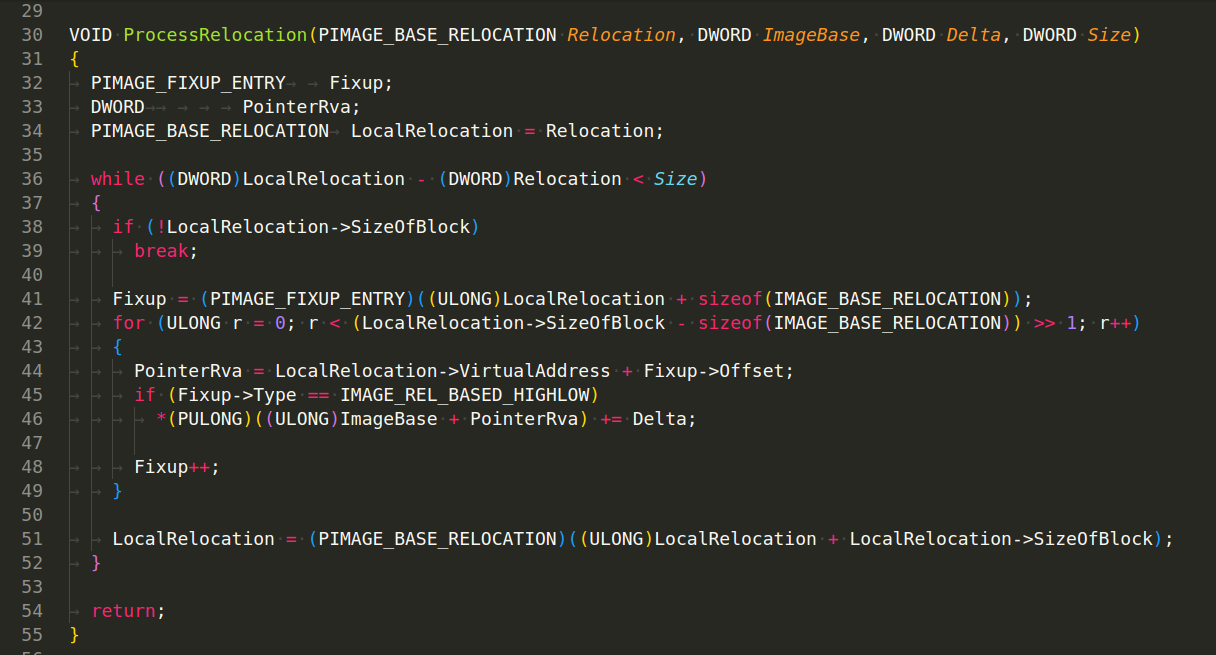 29
30 VOID ProcessRelocation(PIMAGE_BASE_RELOCATION Relocation, DWORD ImageBase, DWORD Delta, DWORD Size)
31 {
32 PIMAGE_FIXUP_ENTRY Fixup;
33 DWORD PointerRva;
34 PIMAGE_BASE_RELOCATION LocalRelocation = Relocation;
35
36 while ((DWORD)LocalRelocation - (DWORD)Relocation < Size)
37 {
38 if (!LocalRelocation->SizeOfBlock)
39 break;
40
41 Fixup = (PIMAGE_FIXUP_ENTRY)((ULONG)LocalRelocation + sizeof(IMAGE_BASE_RELOCATION));
42 for (ULONG r = 0; r < (LocalRelocation->SizeOfBlock - sizeof(IMAGE_BASE_RELOCATION)) >> 1; r++)
43 {
44 PointerRva = LocalRelocation->VirtualAddress + Fixup->Offset;
45 if (Fixup->Type == IMAGE_REL_BASED_HIGHLOW)
46 *(PULONG)((ULONG)ImageBase + PointerRva) += Delta;
47
48 Fixup++;
49 }
50
51 LocalRelocation = (PIMAGE_BASE_RELOCATION)((ULONG)LocalRelocation + LocalRelocation->SizeOfBlock);
52 }
53
54 return;
55 }